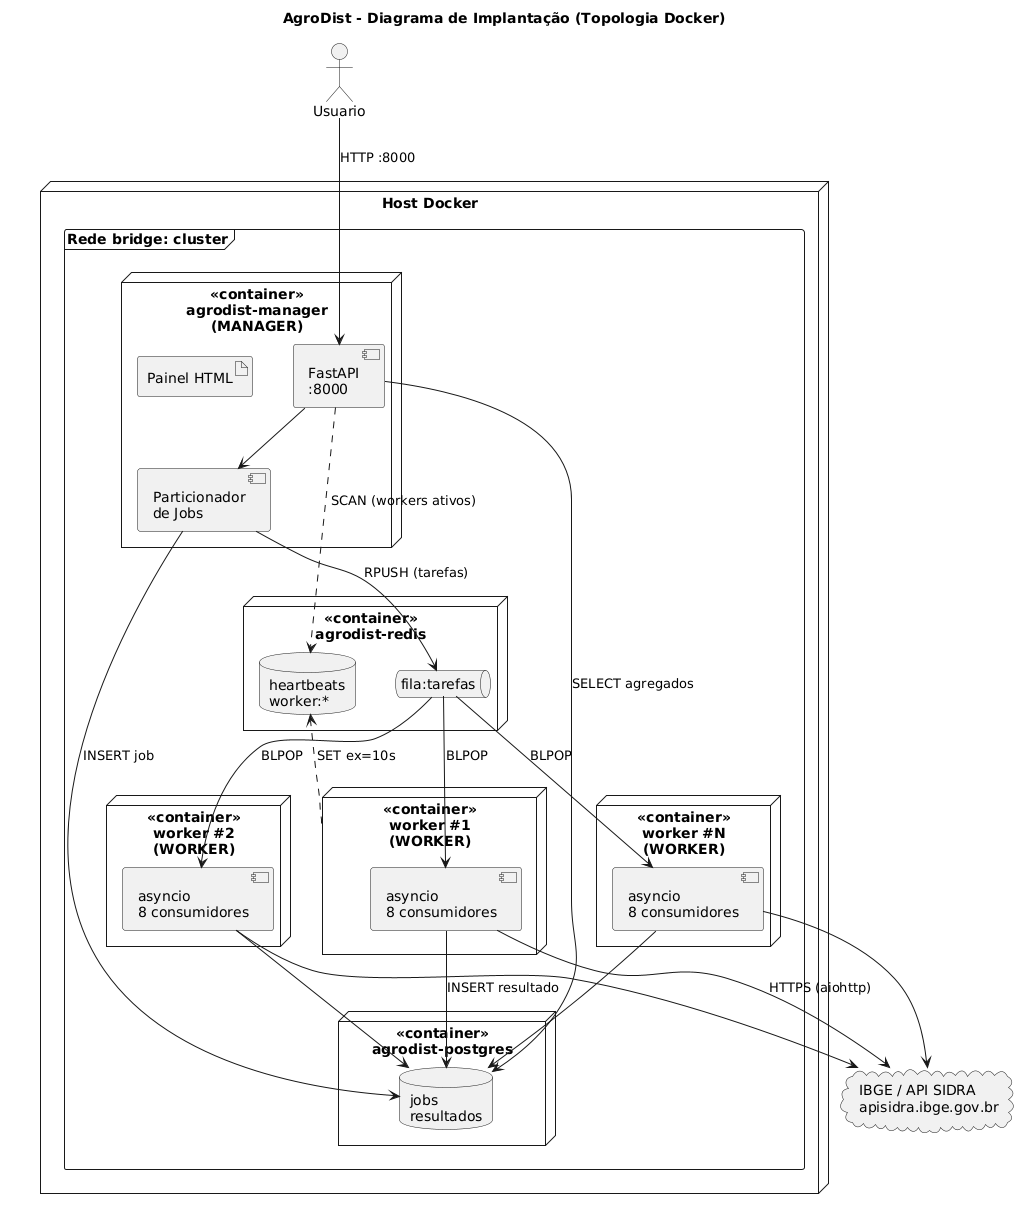 AgroDist - Diagrama de Implantação (Topologia Docker)
Usuario
HTTP :8000
Host Docker
Rede bridge: cluster
«container»
agrodist-manager
(MANAGER)
Painel HTML
FastAPI
:8000
Particionador
de Jobs
SCAN (workers ativos)
RPUSH (tarefas)
«container»
agrodist-redis
heartbeats
worker:*
fila:tarefas
SELECT agregados
INSERT job
BLPOP
SET ex=10s
BLPOP
BLPOP
«container»
worker #2
(WORKER)
asyncio
8 consumidores
«container»
worker #1
(WORKER)
asyncio
8 consumidores
«container»
worker #N
(WORKER)
asyncio
8 consumidores
INSERT resultado
HTTPS (aiohttp)
«container»
agrodist-postgres
jobs
resultados
IBGE / API SIDRA
apisidra.ibge.gov.br